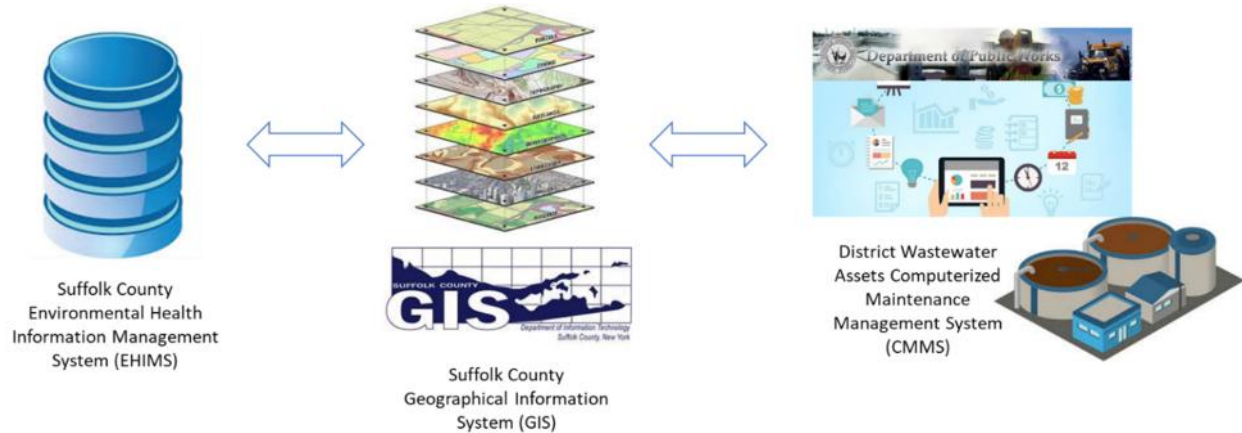 Department of Public Works
12
SUFFOLK COUNTY
GIS
Department of Information Technology
Suffolk County, New York
Suffolk County
Environmental Health
Information Management
System (EHIMS)
Suffolk County
Geographical Information
System (GIS)
District Wastewater
Assets Computerized
Maintenance
Management System
(CMMS)